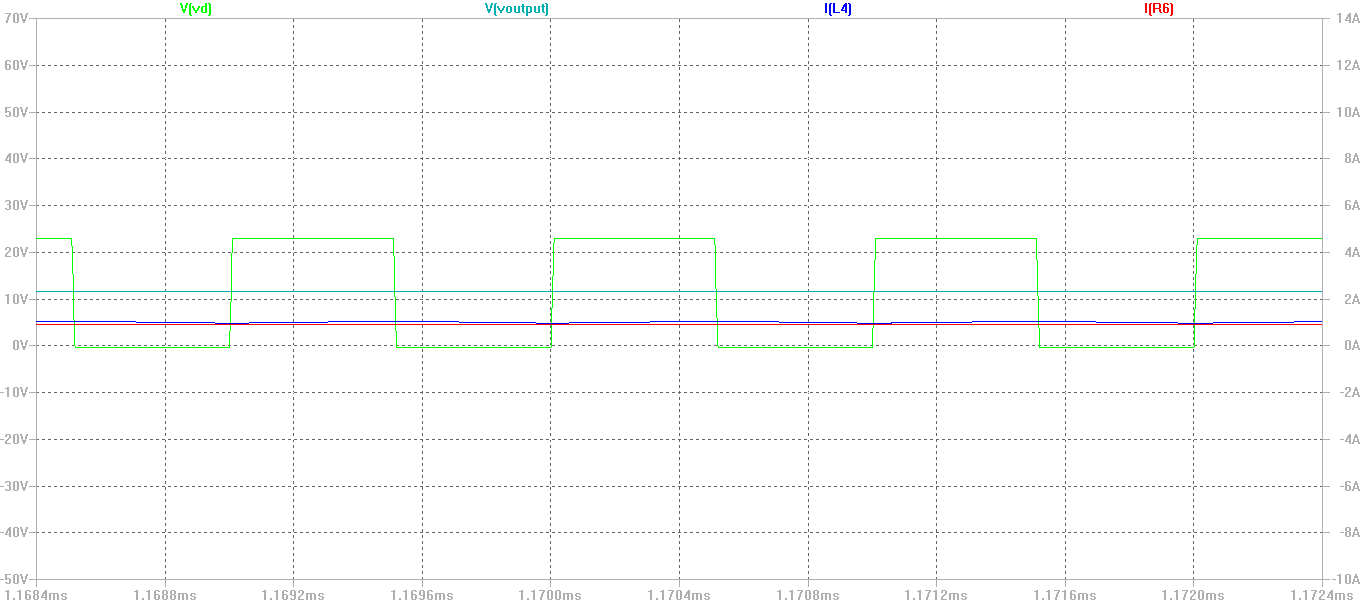 V(vd) V(voutput) I(L4) I(R6)
70V 14A
60V 12A
50V 10A
40V 8A
30V 6A
20V 4A
10V 2A
0V 0A
-10V -2A
-20V -4A
-30V -6A
-40V -8A
-50V -10A
1.1684ms 1.1688ms 1.1692ms 1.1696ms 1.1700ms 1.1704ms 1.1708ms 1.1712ms 1.1716ms 1.1720ms 1.1724ms